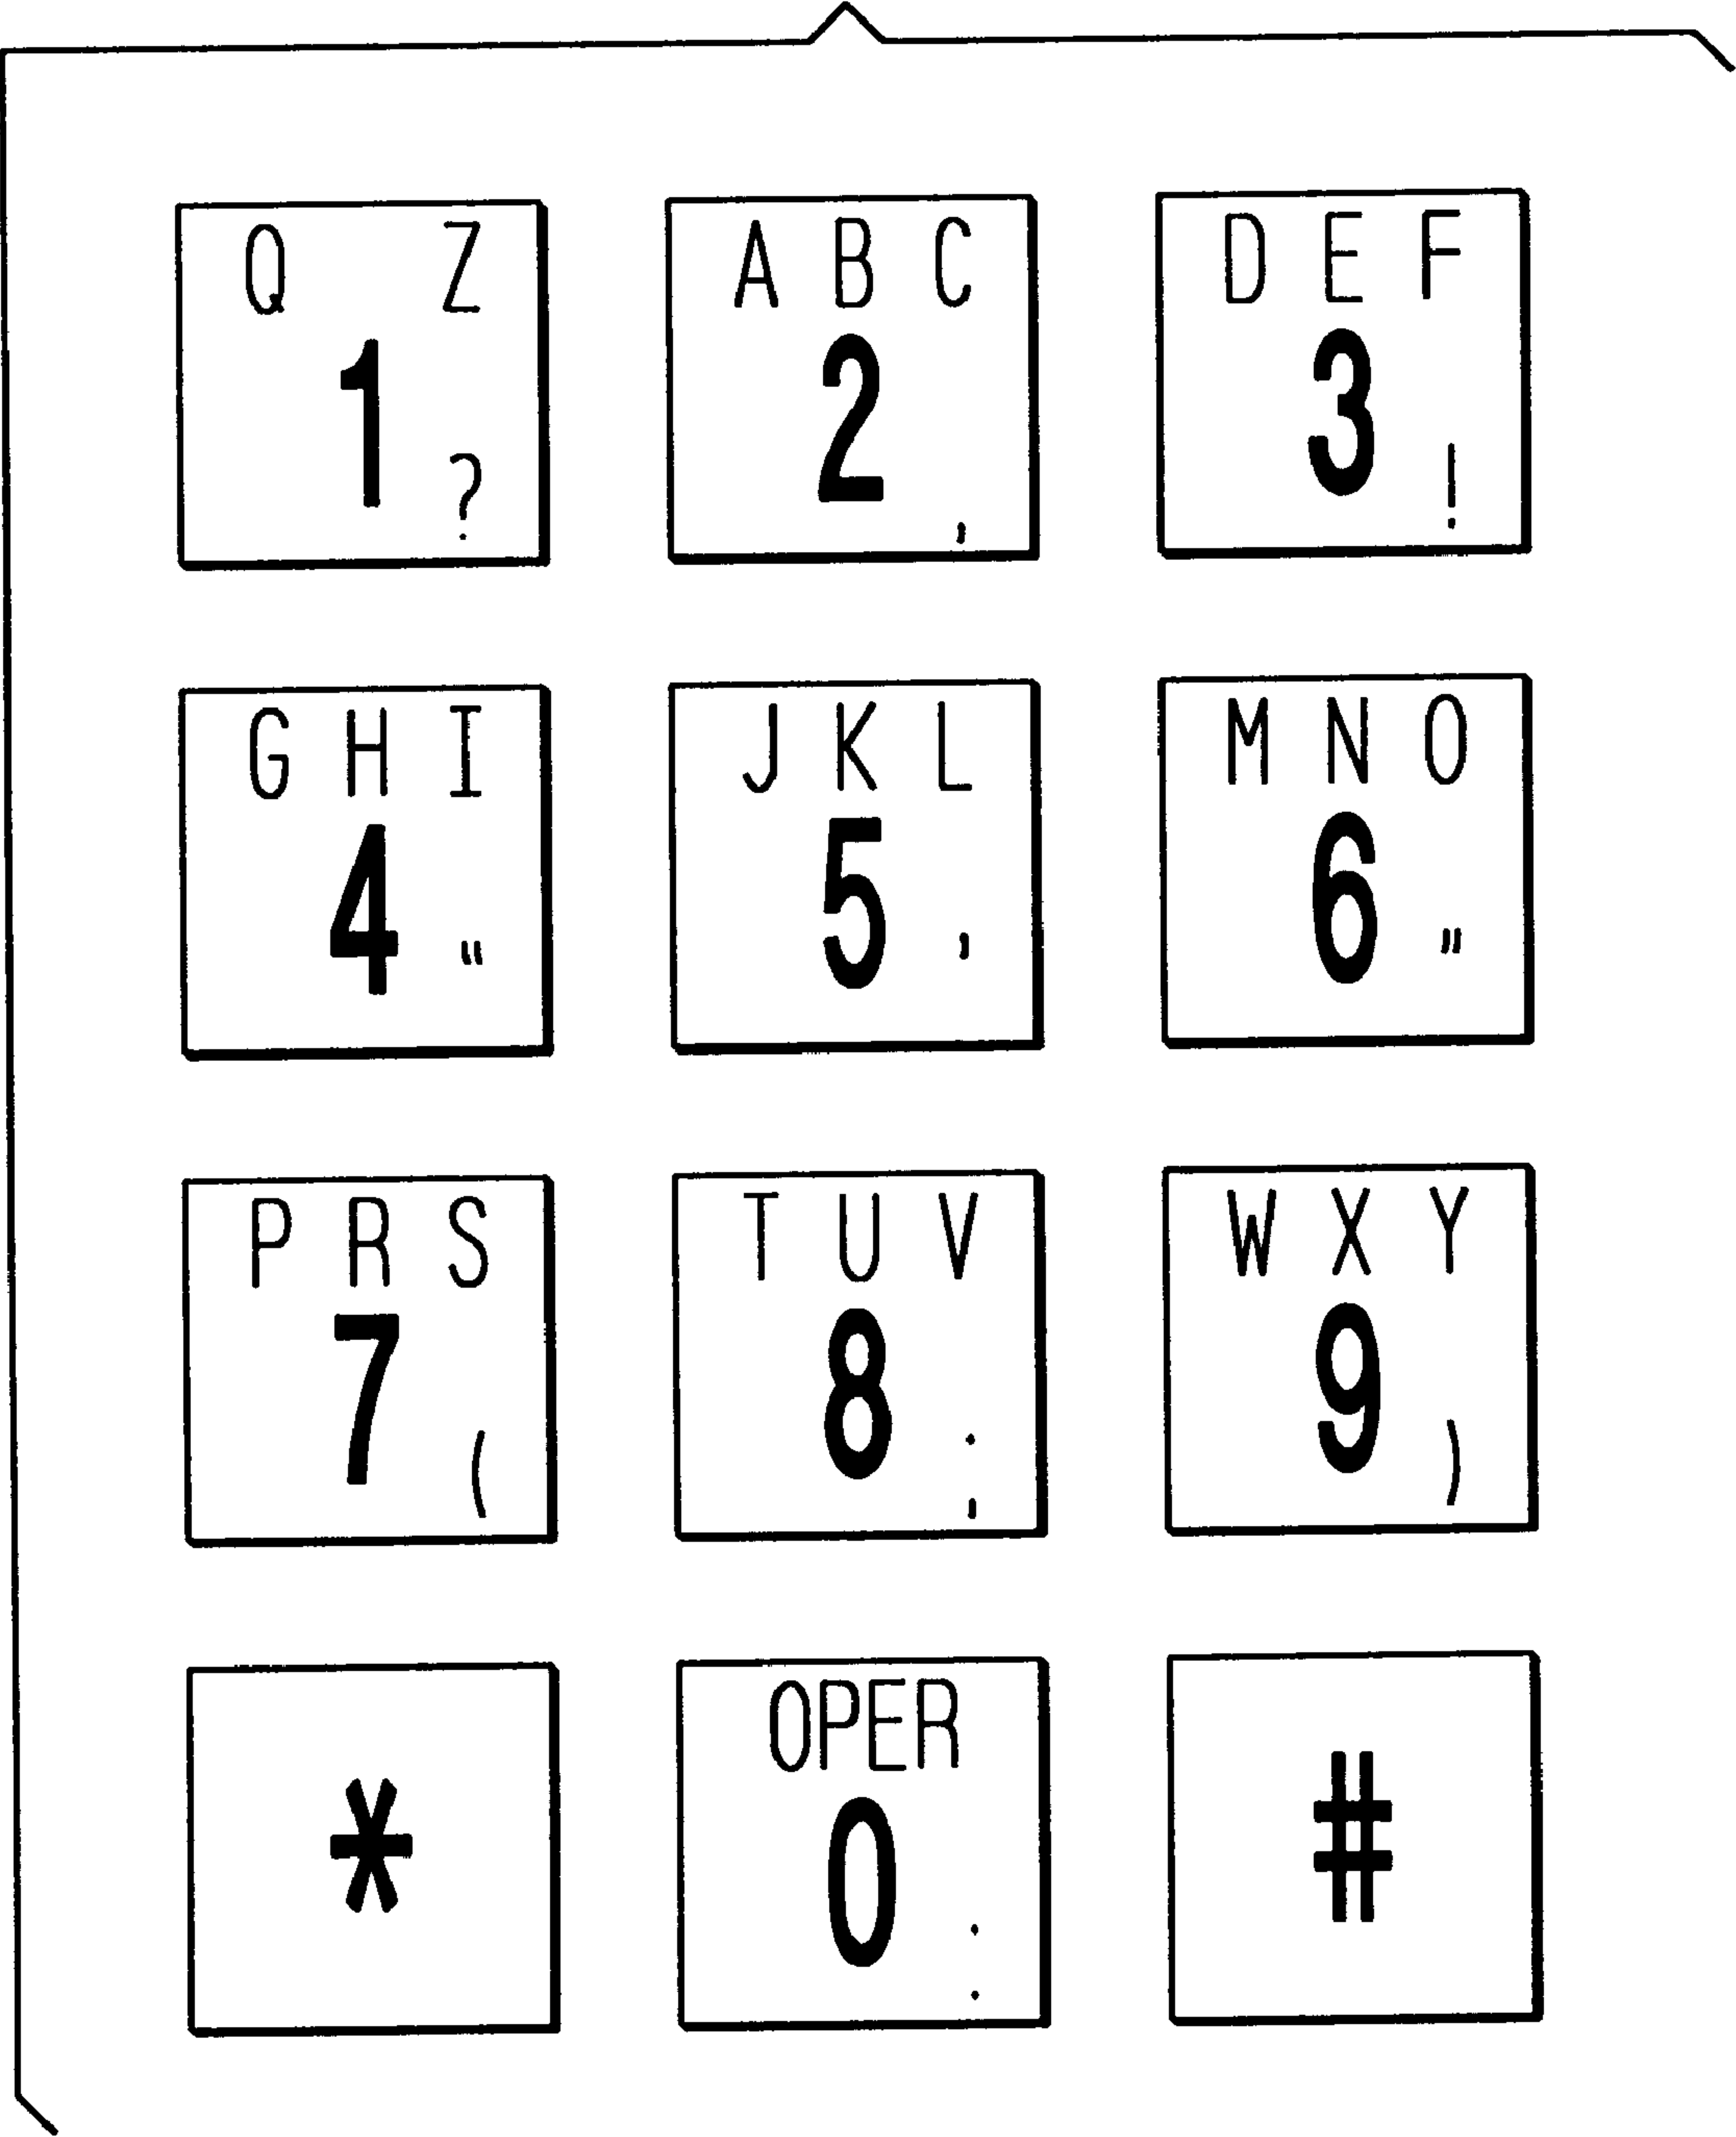 Q Z A B C D E F
1 ? 2 , 3 !
G H I J K L M N O
4 “ 5 ’ 6 ”
P R S T U V W X Y
7 ( 8 ; 9 )
OPER
* 0 : #